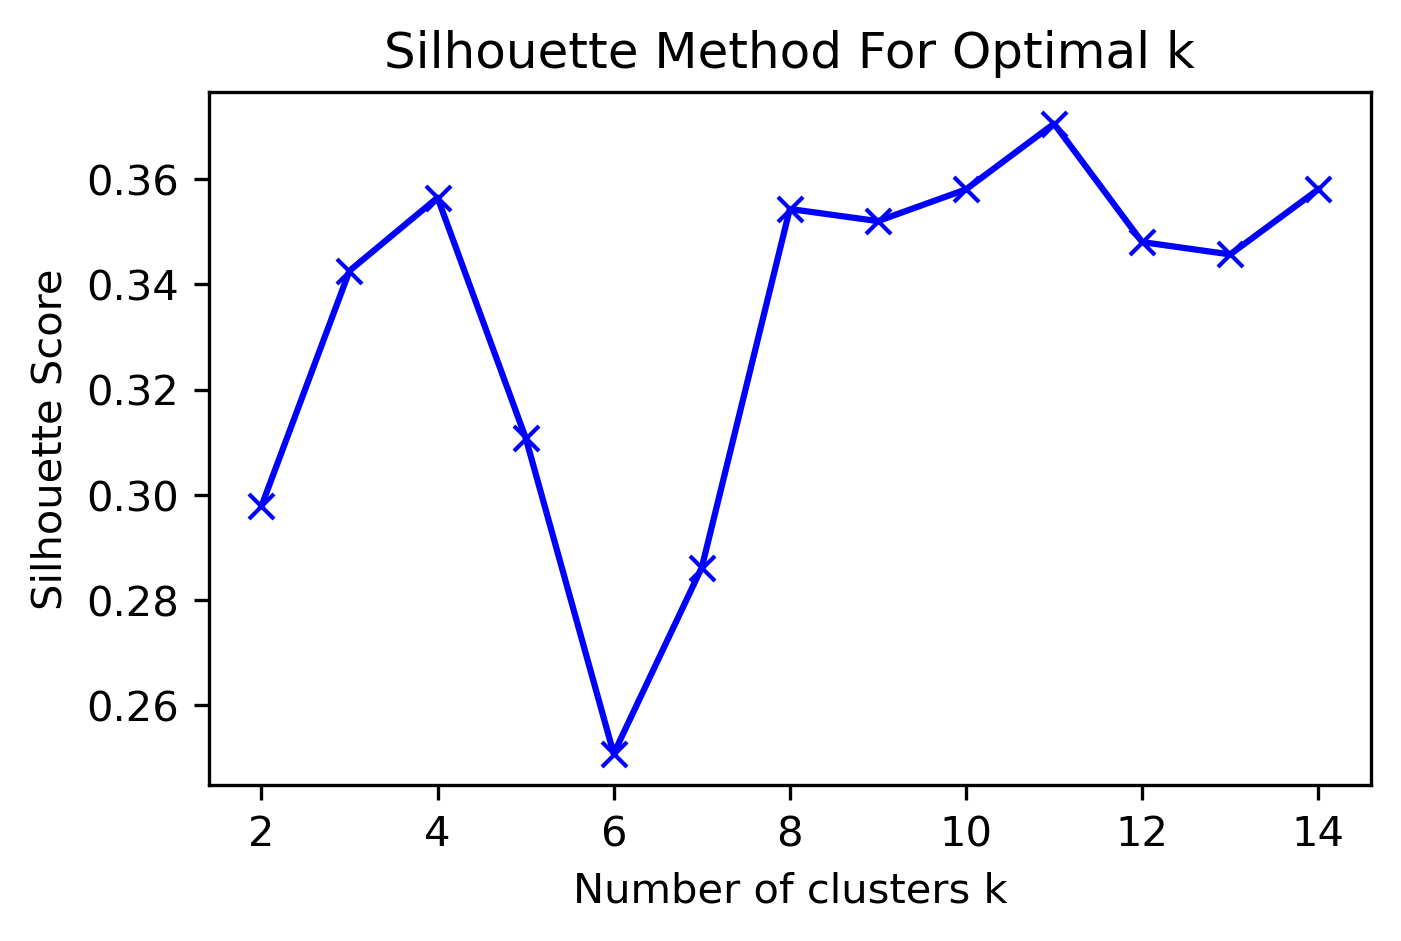 Silhouette Method For Optimal k
0.36
0.34
0.32
0.30
0.28
0.26
Silhouette Score
2 4 6 8 10 12 14
Number of clusters k